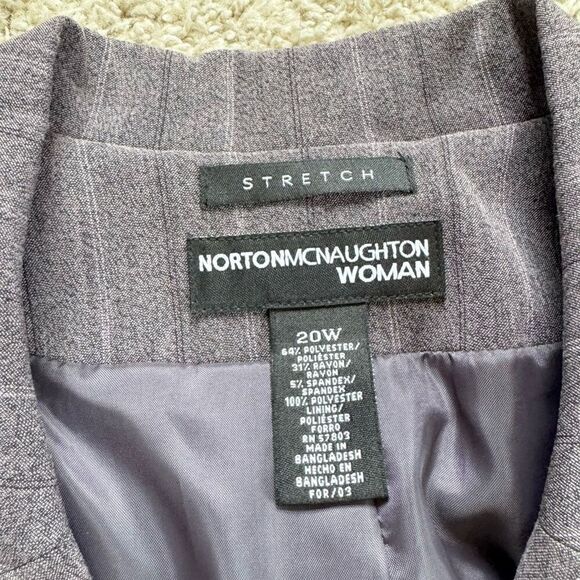 STRETCH
NORTONMCNAUGHTON
WOMAN
20W
64% POLYESTER/
POLIÉSTER
31% RAYON/
RAYON
5% SPANDEX/
SPANDEX
100% POLYESTER
LINING/
POLIÉSTER
FORRO
RN 57803
MADE IN
BANGLADESH
HECHO EN
BANGLADESH
FOR/03